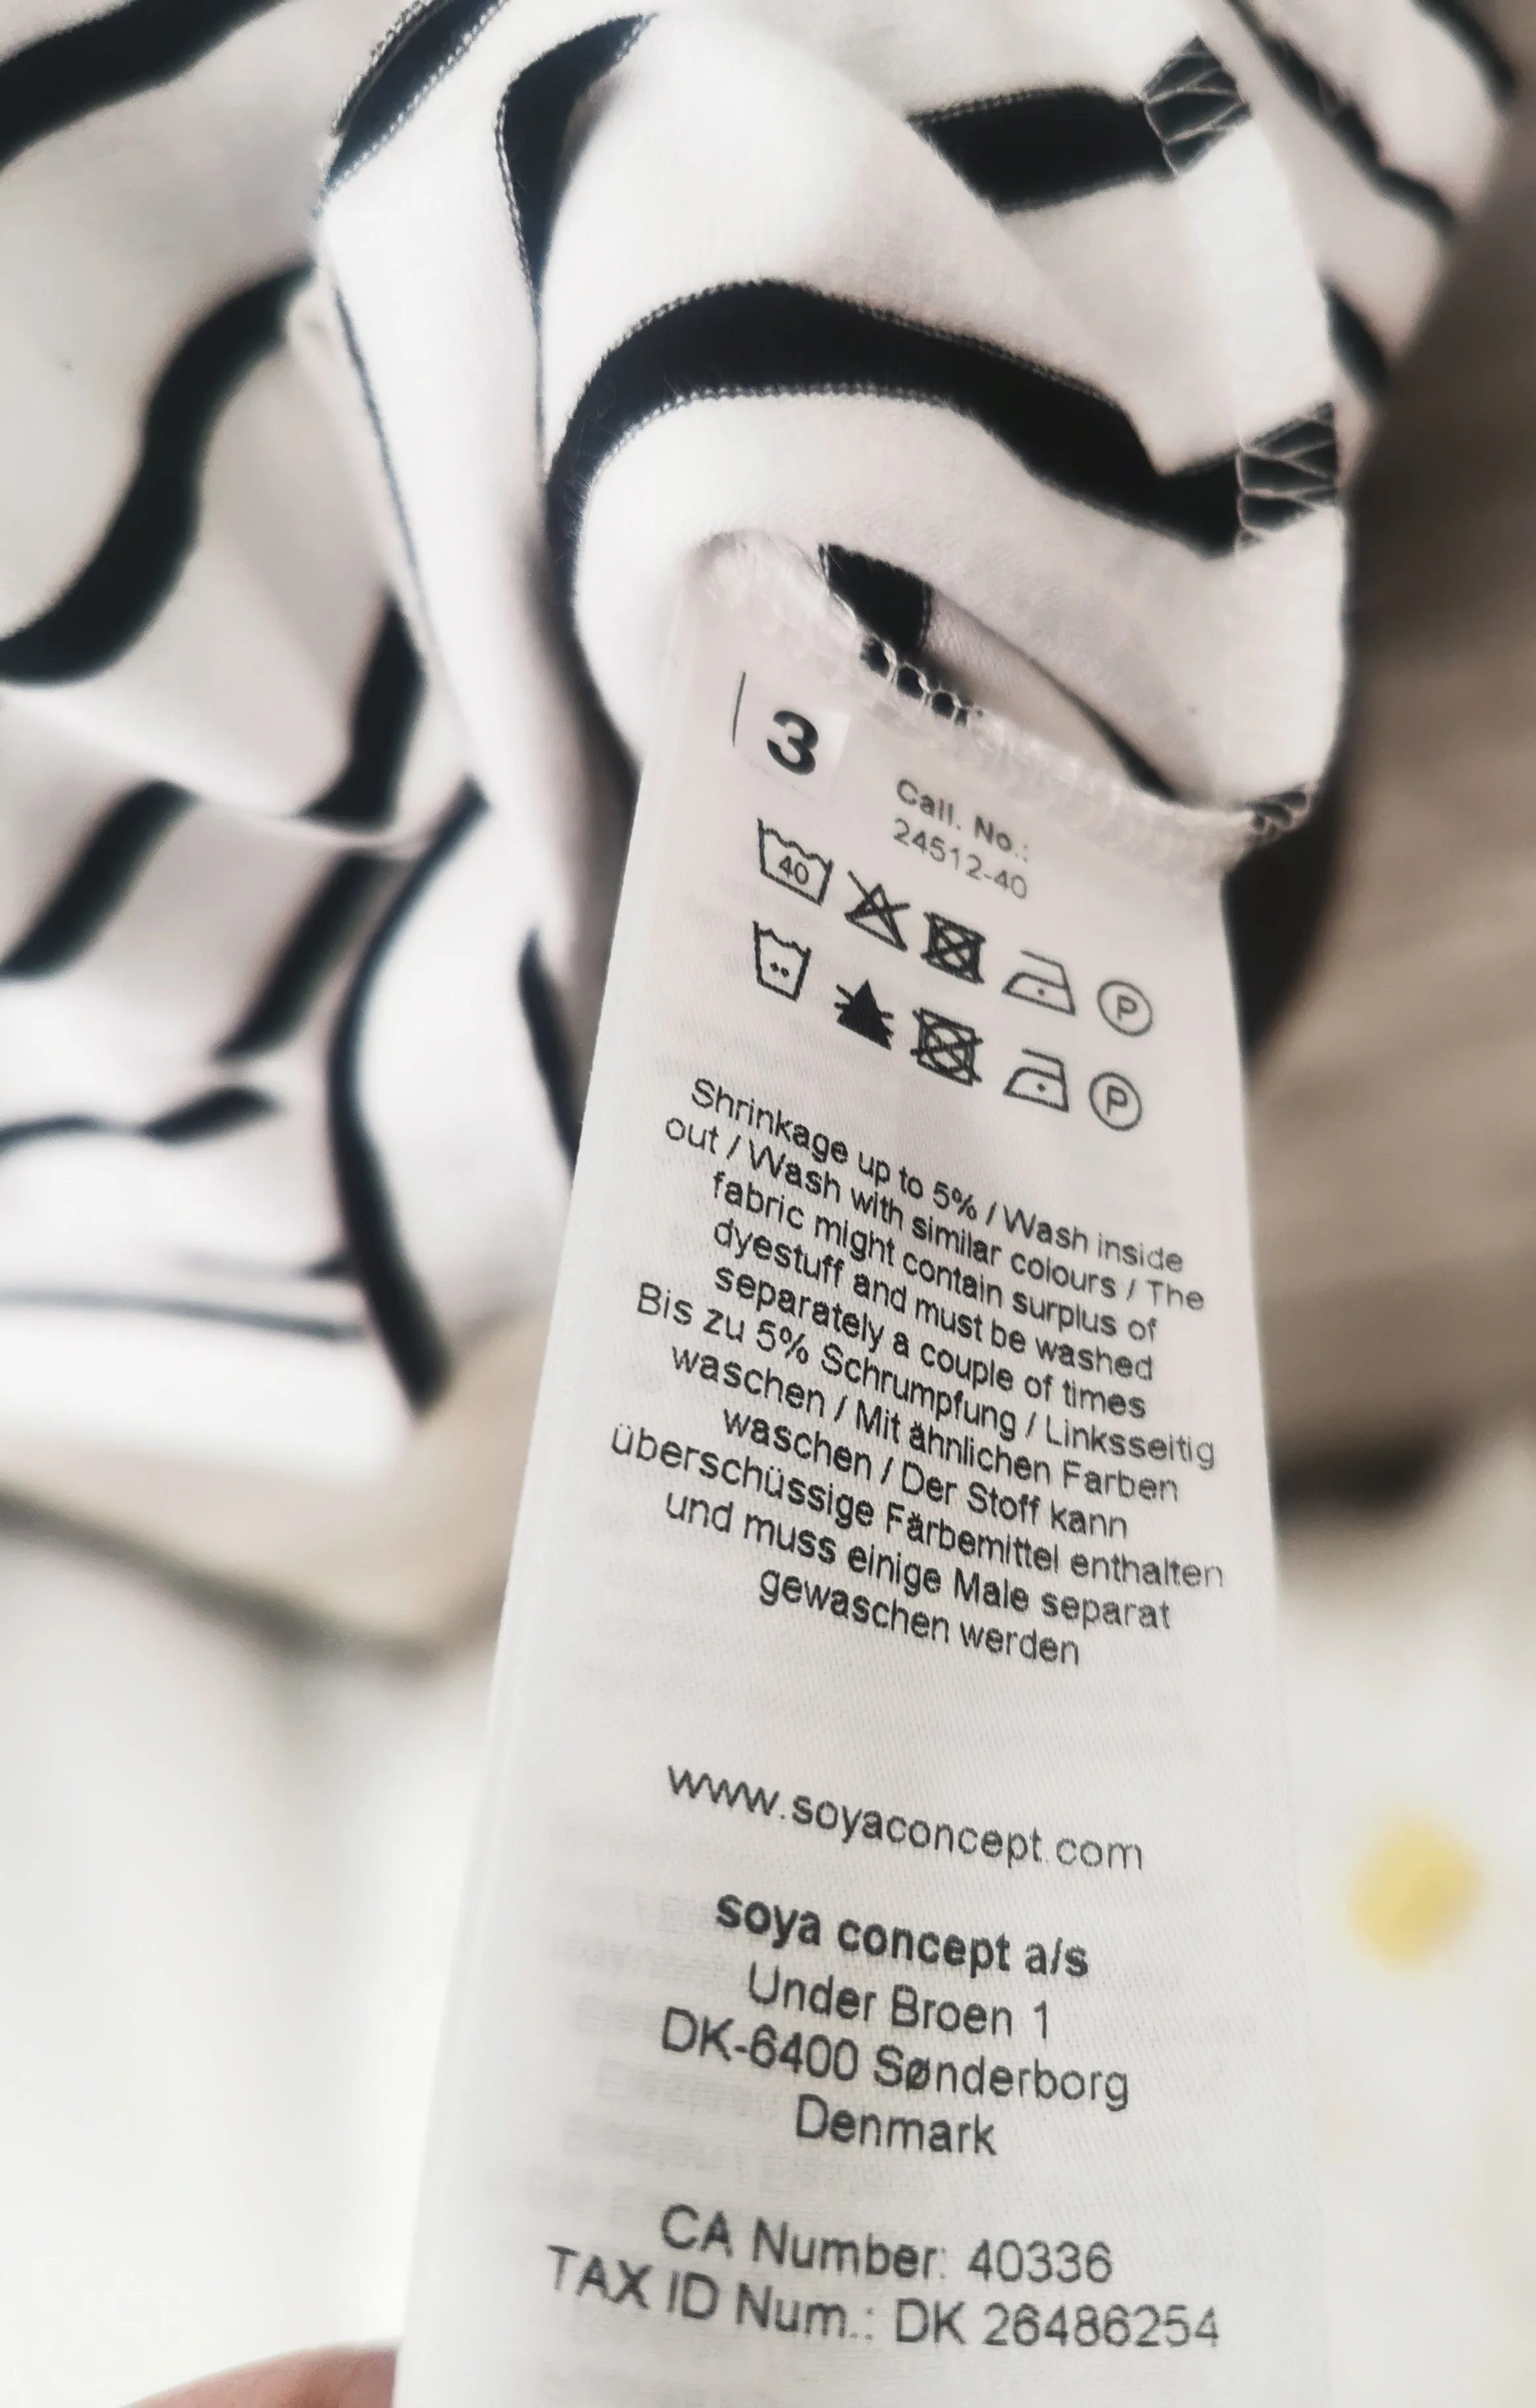 3
Call. No.:
24512-40
40
P
P
Shrinkage up to 5% / Wash inside
out / Wash with similar colours / The
fabric might contain surplus of
dyestuff and must be washed
separately a couple of times
Bis zu 5% Schrumpfung / Linksseitig
waschen / Mit ähnlichen Farben
waschen / Der Stoff kann
überschüssige Färbemittel enthalten
und muss einige Male separat
gewaschen werden
www.soyaconcept.com
soya concept a/s
Under Broen 1
DK-6400 Sønderborg
Denmark
CA Number: 40336
TAX ID Num.: DK 26486254